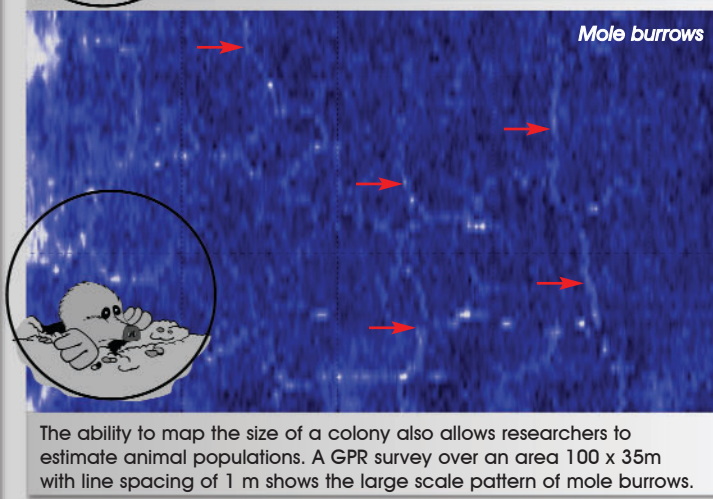 Mole burrows
The ability to map the size of a colony also allows researchers to
estimate animal populations. A GPR survey over an area 100 x 35m
with line spacing of 1 m shows the large scale pattern of mole burrows.